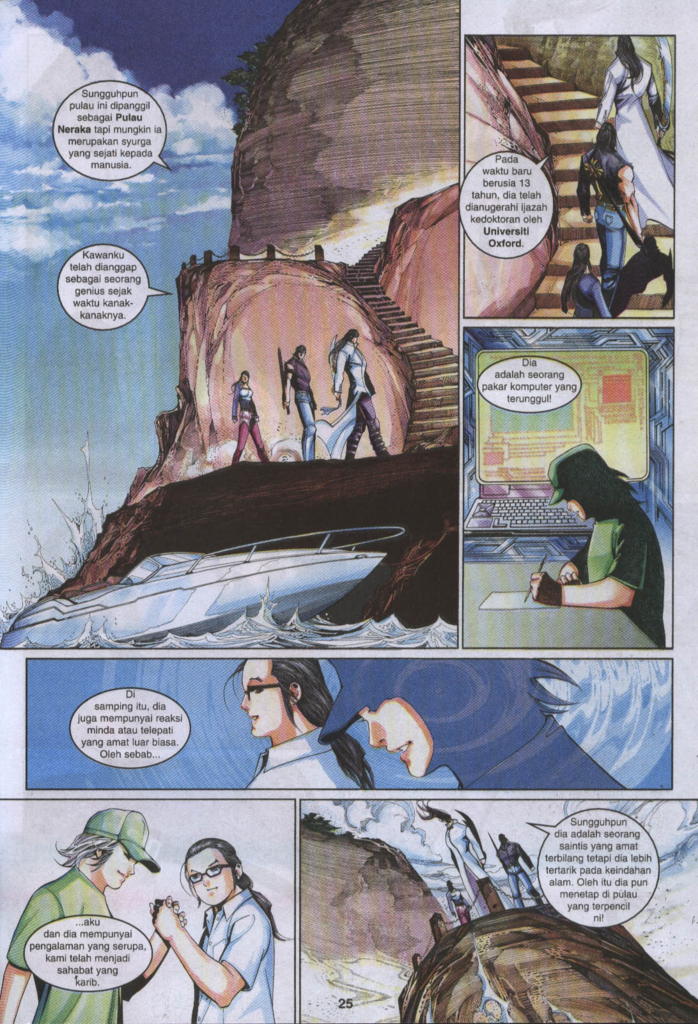 Sungguhpun
pulau ini dipanggil
sebagai Pulau
Neraka tapi mungkin ia
merupakan syurga
yang sejati kepada
manusia.
Kawanku
telah dianggap
sebagai seorang
genius sejak
waktu kanak-
kanaknya.
Pada
waktu baru
berusia 13
tahun, dia telah
dianugerahi ijazah
kedoktoran oleh
Universiti
Oxford.
Dia
adalah seorang
pakar komputer yang
terunggul!
Di
samping itu, dia
juga mempunyai reaksi
minda atau telepati
yang amat luar biasa.
Oleh sebab...
...aku
dan dia mempunyai
pengalaman yang serupa,
kami telah menjadi
sahabat yang
karib.
Sungguhpun
dia adalah seorang
saintis yang amat
terbilang tetapi dia lebih
tertarik pada keindahan
alam. Oleh itu dia pun
menetap di pulau
yang terpencil
ni!
25